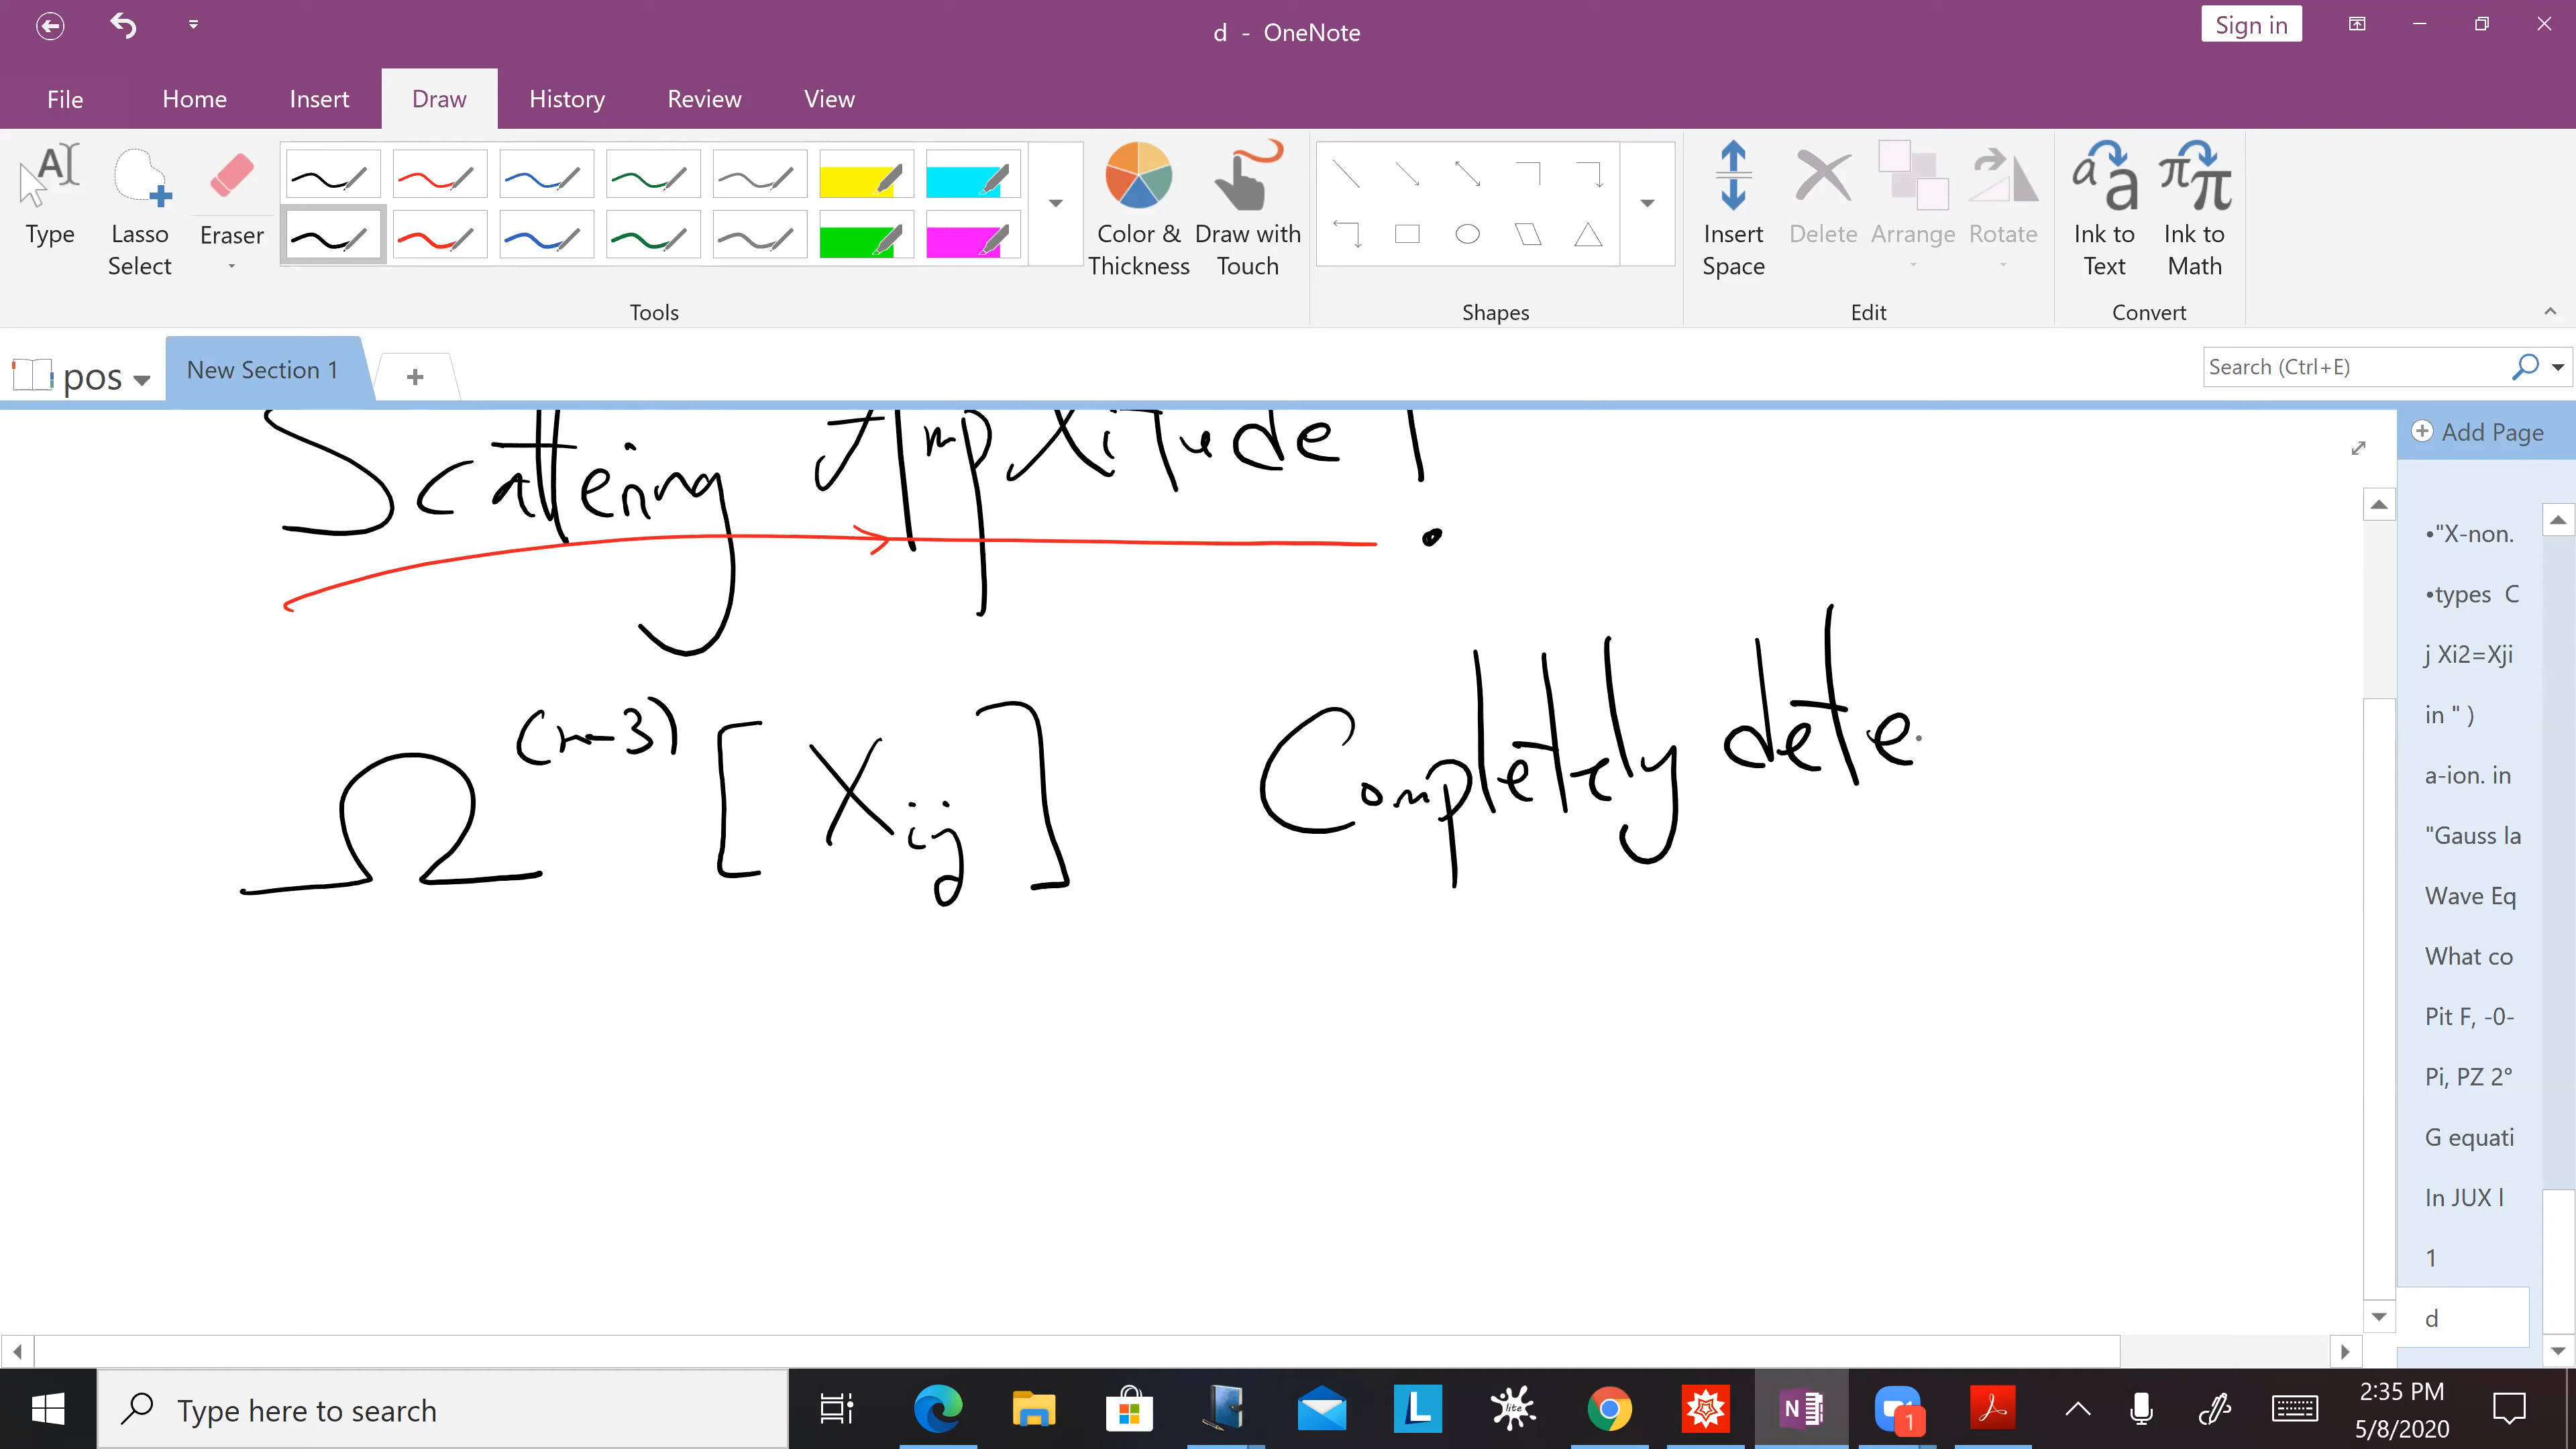 d - OneNote
Sign in
File Home Insert Draw History Review View
Type
Lasso Select
Eraser
Color & Thickness
Draw with Touch
Insert Space
Delete
Arrange
Rotate
Ink to Text
Ink to Math
Tools
Shapes
Edit
Convert
pos
New Section 1
Search (Ctrl+E)
Add Page
Scattering Amplitude!
Ω^(n-3) [X_ij] Completely dete
•"X-non.
•types C
j Xi2=Xji
in " )
a-ion. in
"Gauss la
Wave Eq
What co
Pit F, -0-
Pi, PZ 2°
G equati
In JUX l
1
d
Type here to search
L
lite
N
1
2:35 PM
5/8/2020